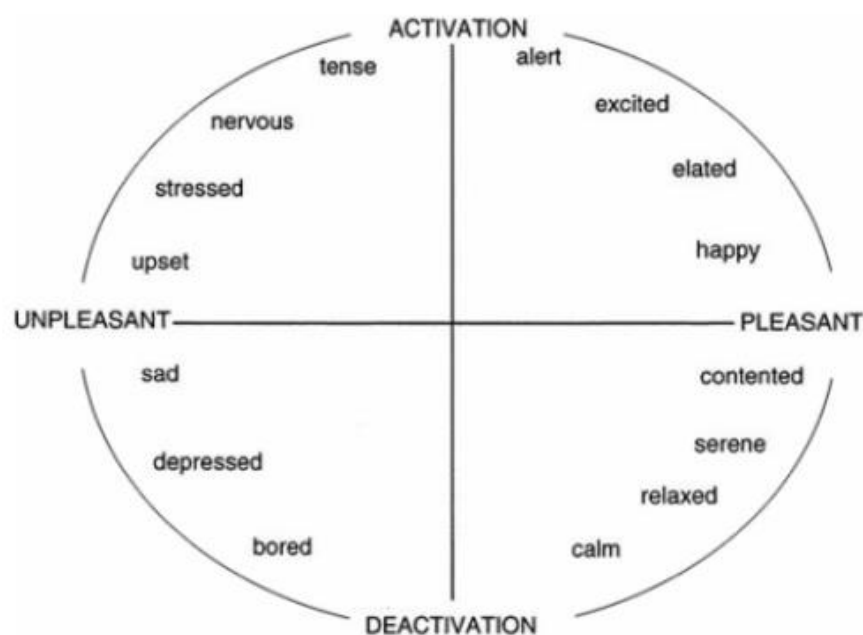 ACTIVATION
tense
alert
excited
nervous
elated
stressed
happy
upset
UNPLEASANT
PLEASANT
sad
contented
serene
depressed
relaxed
bored
calm
DEACTIVATION